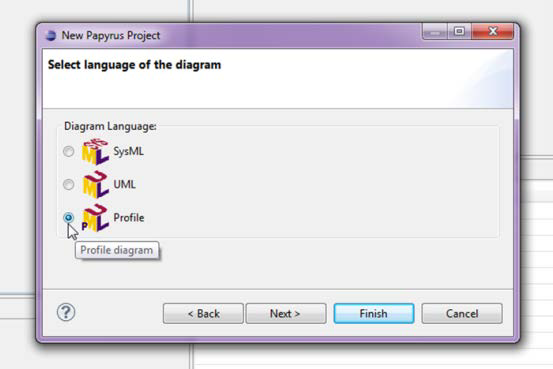 New Papyrus Project
Select language of the diagram
Diagram Language:
SysML
UML
Profile
Profile diagram
?
< Back
Next >
Finish
Cancel